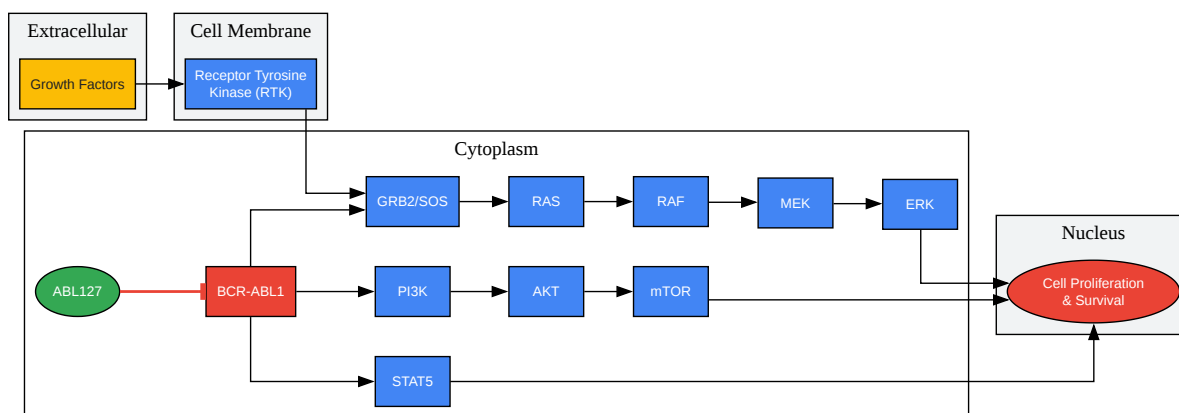 Extracellular
Cell Membrane
Growth Factors
Receptor Tyrosine
Kinase (RTK)
Cytoplasm
GRB2/SOS
RAS
RAF
MEK
ERK
Nucleus
ABL127
BCR-ABL1
PI3K
AKT
mTOR
Cell Proliferation
& Survival
STAT5